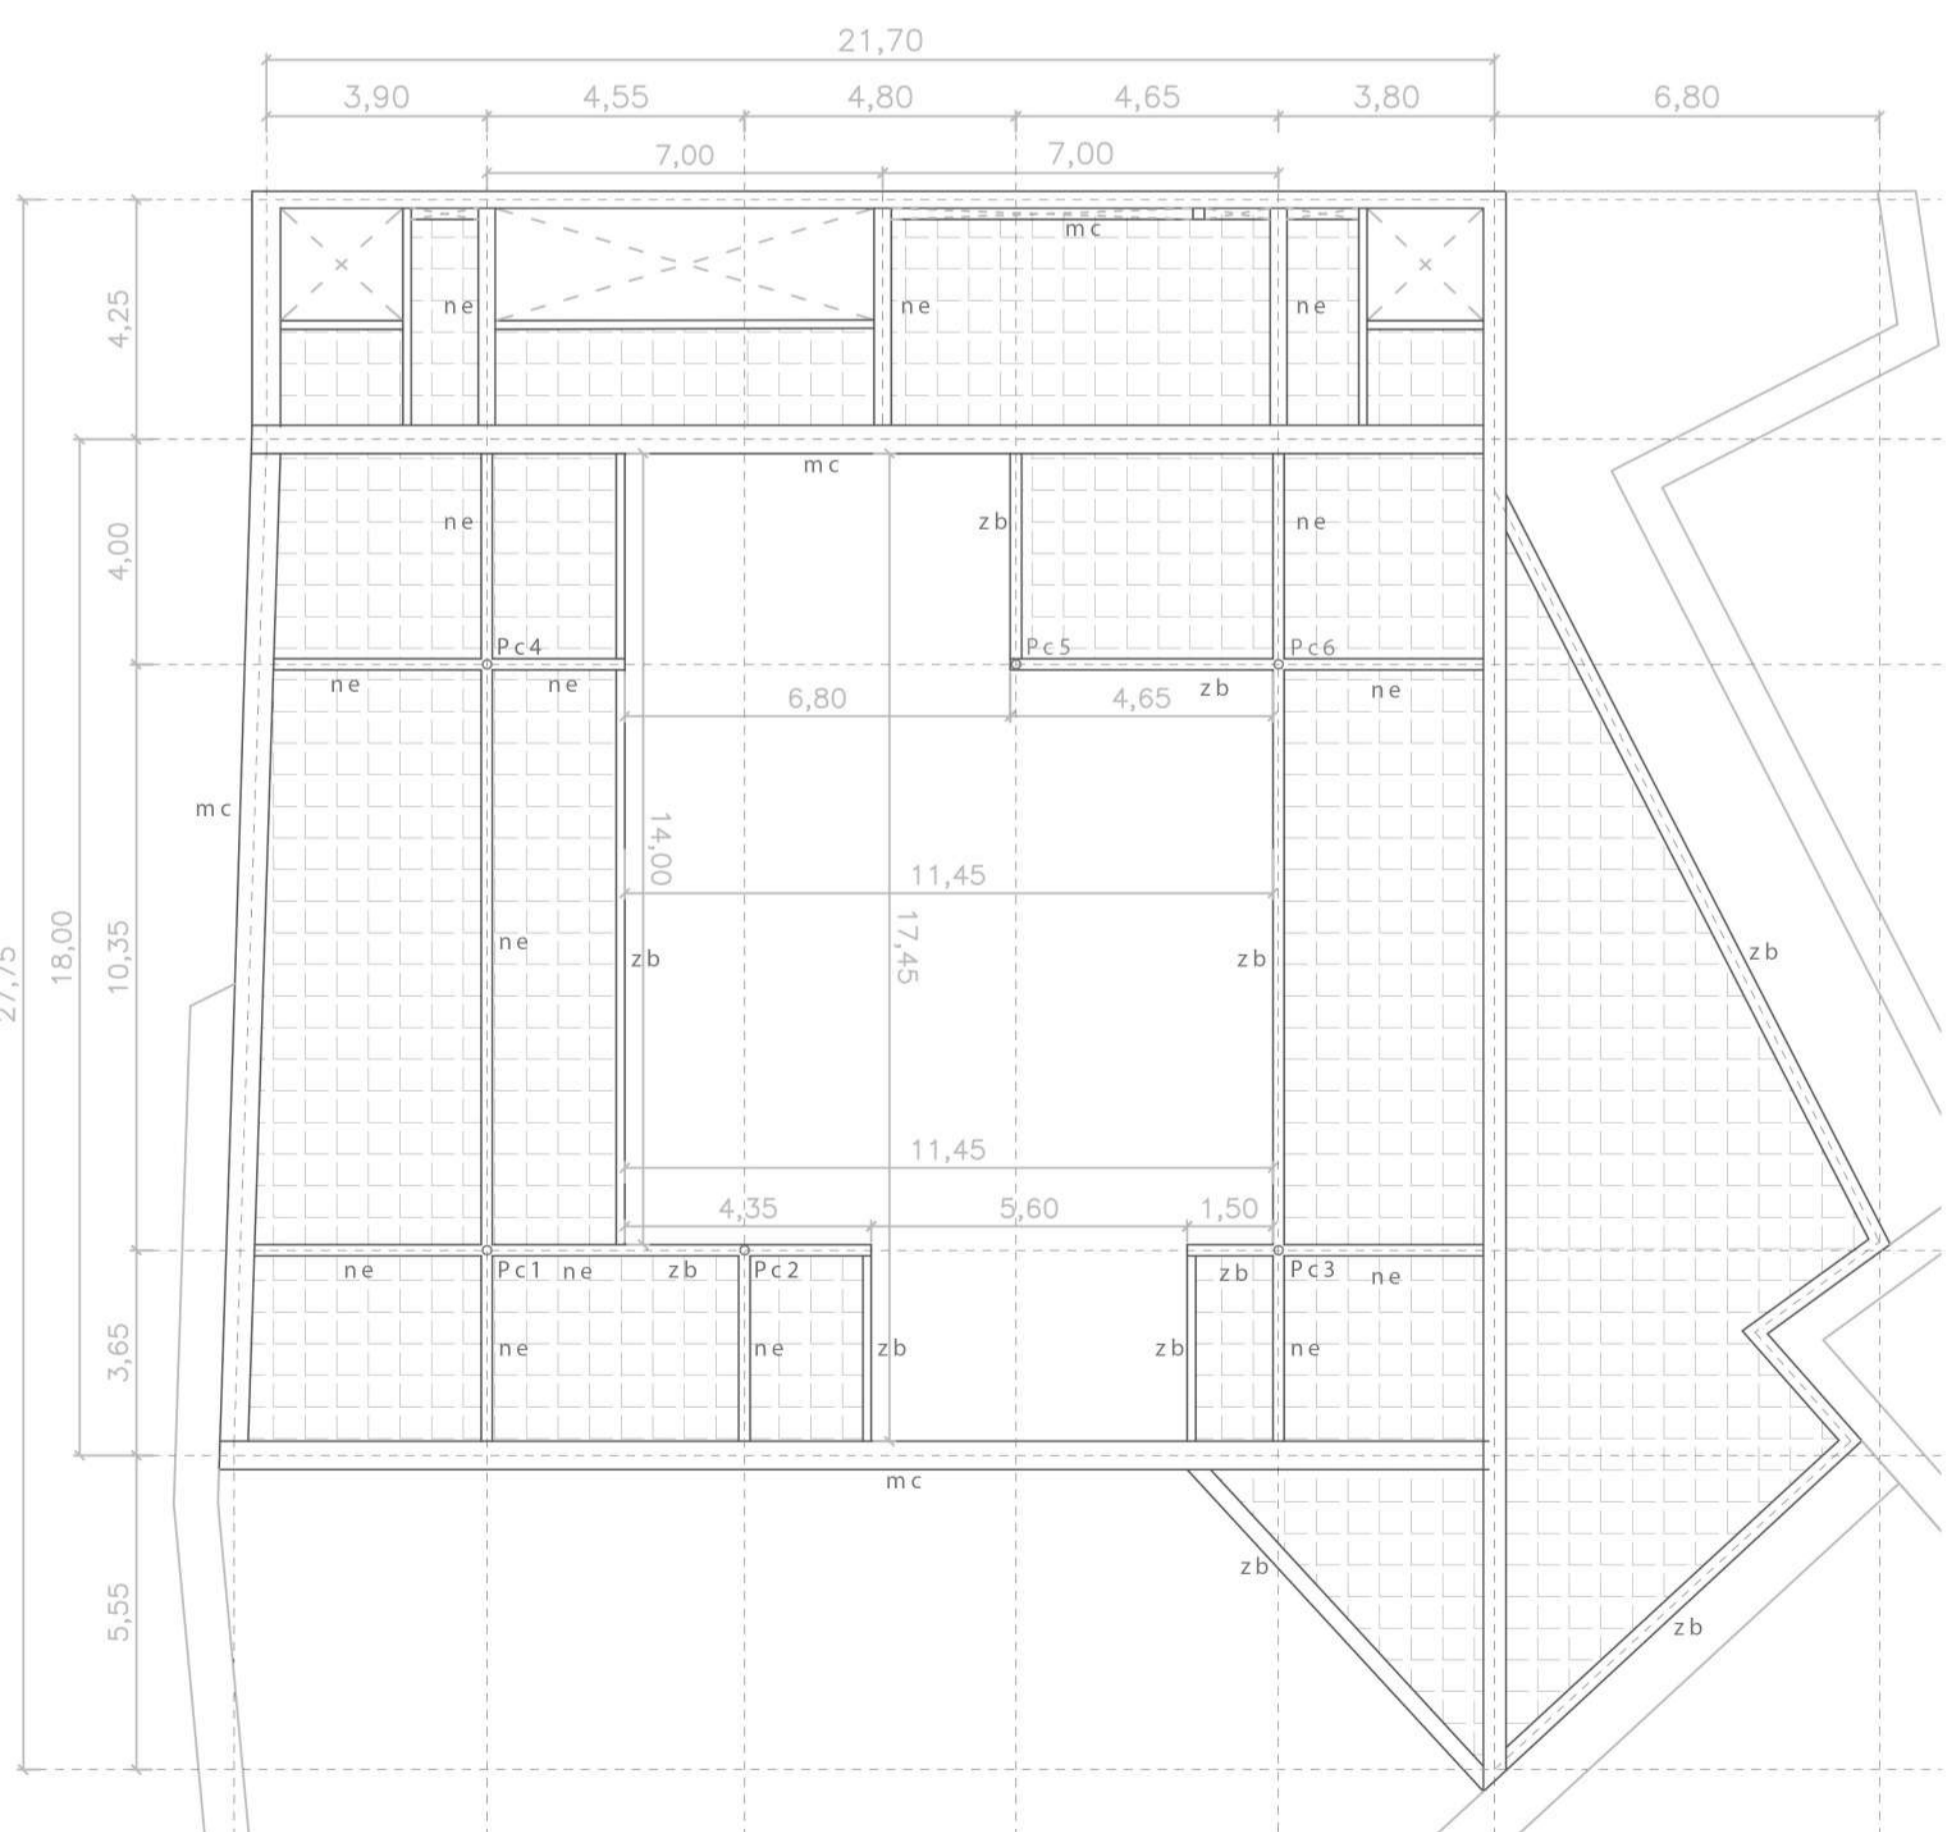 21,70
3,90 4,55 4,80 4,65 3,80 6,80
7,00 7,00
mc
4,25 ne ne ne
mc
4,00 ne zb ne
Pc4 Pc5 Pc6
ne ne zb ne
6,80 4,65
mc
14,00
11,45
27,75 18,00 10,35 ne zb 17,45 zb zb
11,45
4,35 5,60 1,50
ne Pc1 ne zb Pc2 zb Pc3 ne
3,65 ne ne zb zb ne
mc
5,55 zb
zb